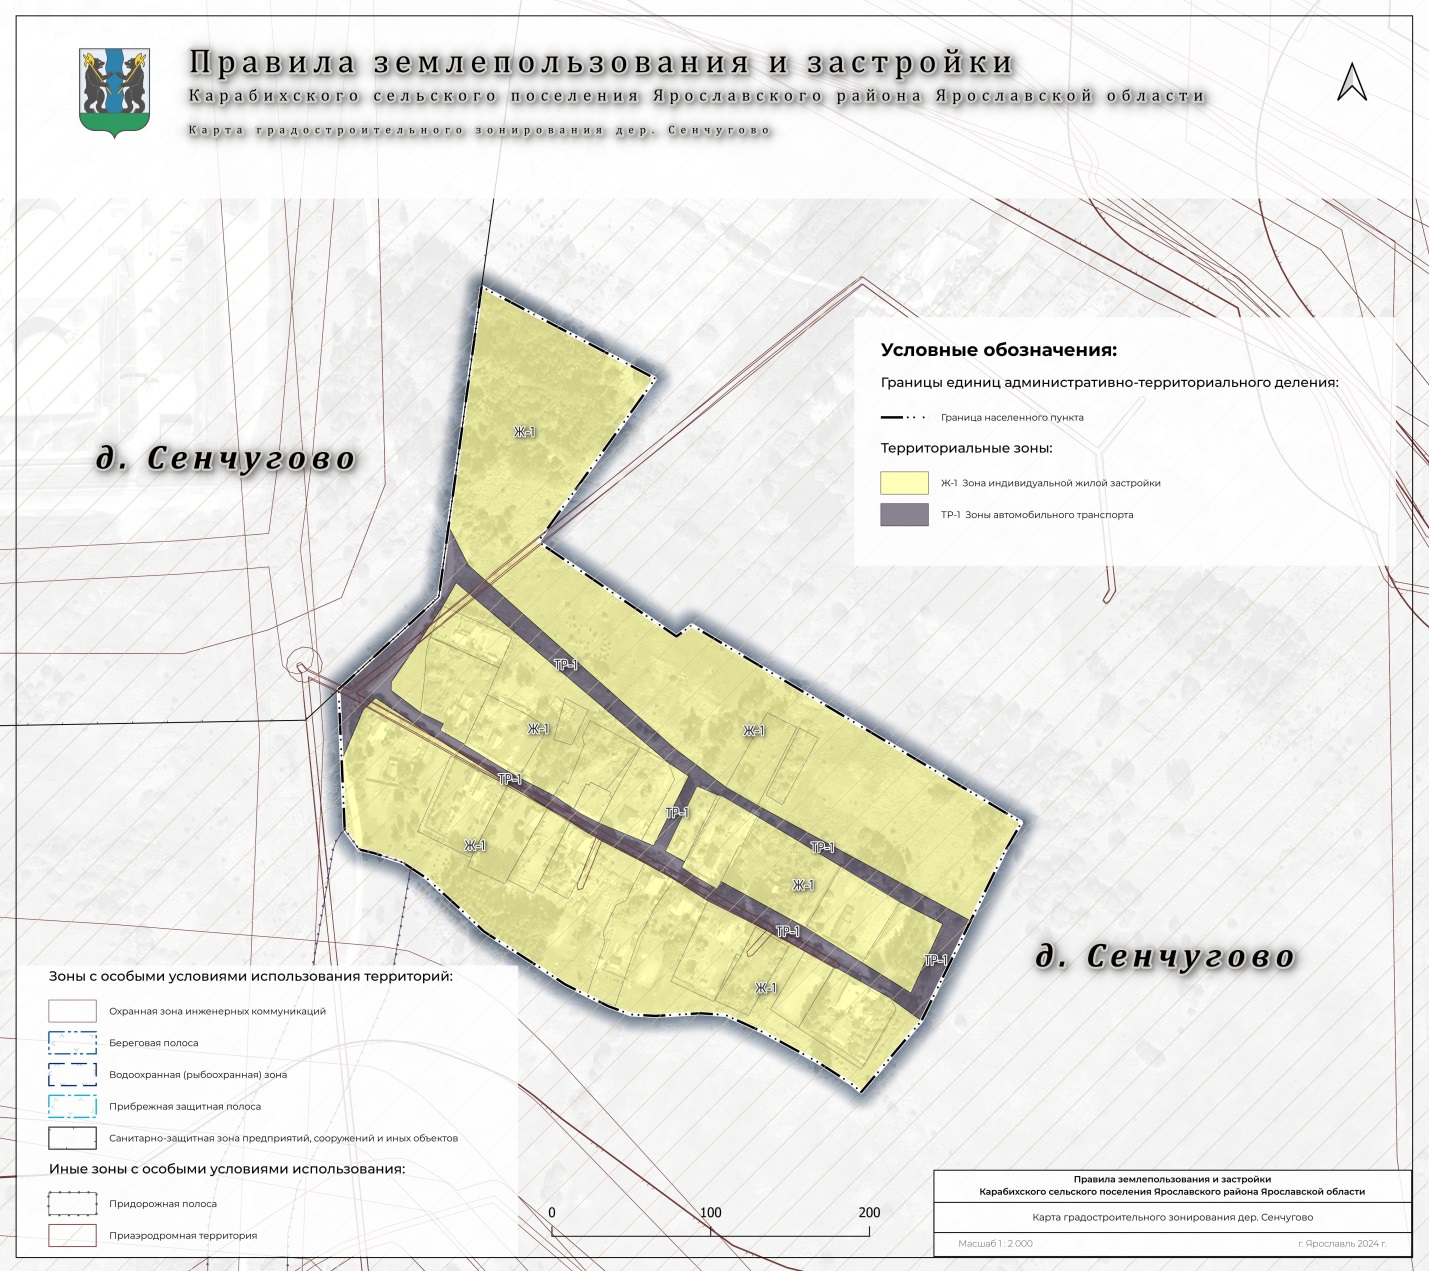 Правила землепользования и застройки
Карабихского сельского поселения Ярославского района Ярославской области
Карта градостроительного зонирования дер. Сенчугово
Условные обозначения:
Границы единиц административно-территориального деления:
Граница населенного пункта
Территориальные зоны:
Ж-1 Зона индивидуальной жилой застройки
ТР-1 Зоны автомобильного транспорта
Ж-1
д. Сенчугово
ТР-1
Ж-1
Ж-1
ТР-1
ТР-1
Ж-1
ТР-1
Ж-1
ТР-1
ТР-1
Ж-1
д. Сенчугово
Зоны с особыми условиями использования территорий:
Охранная зона инженерных коммуникаций
Береговая полоса
Водоохранная (рыбоохранная) зона
Прибрежная защитная полоса
Санитарно-защитная зона предприятий, сооружений и иных объектов
Иные зоны с особыми условиями использования:
Придорожная полоса
Приаэродромная территория
0 100 200
Правила землепользования и застройки
Карабихского сельского поселения Ярославского района Ярославской области
Карта градостроительного зонирования дер. Сенчугово
Масштаб 1 : 2 000 г. Ярославль 2024 г.